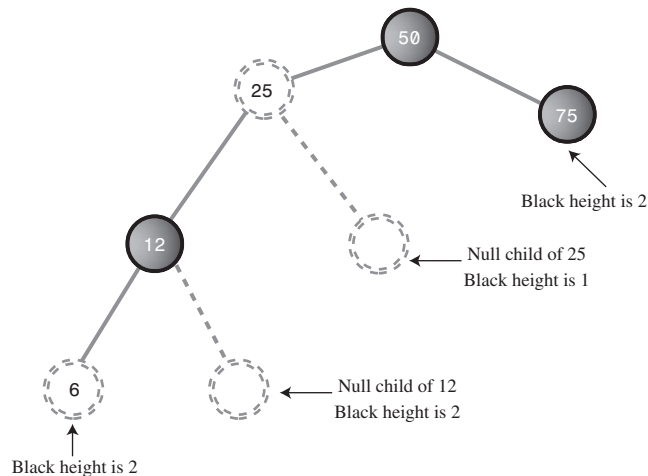 50
25
75
Black height is 2
12
Null child of 25
Black height is 1
6
Null child of 12
Black height is 2
Black height is 2